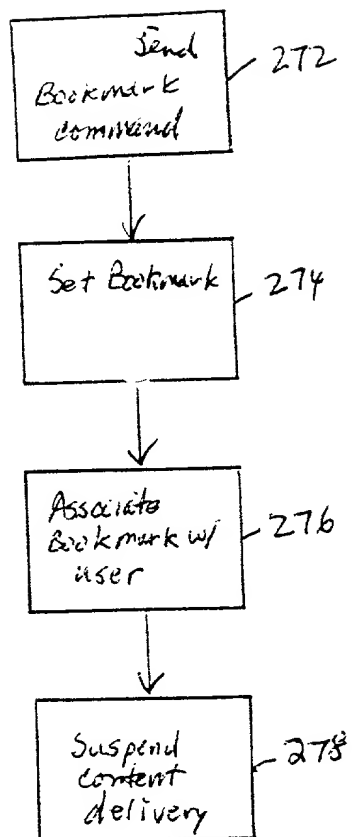 Send
Bookmark
command
272
Set Bookmark
274
Associate
Bookmark w/
user
276
Suspend
content
delivery
278